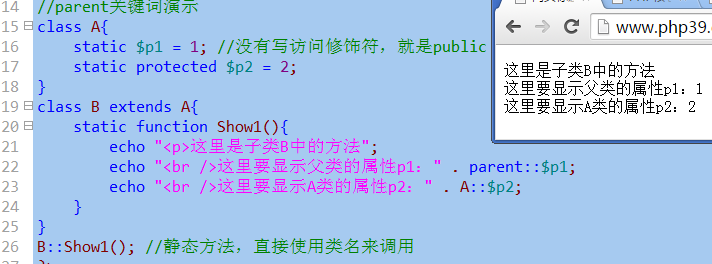 14 //parent关键词演示
15 class A{
16 static $p1 = 1; //没有写访问修饰符，就是public
17 static protected $p2 = 2;
18 }
19 class B extends A{
20 static function Show1(){
21 echo "<p>这里是子类B中的方法";
22 echo "<br />这里要显示父类的属性p1: " . parent::$p1;
23 echo "<br />这里要显示A类的属性p2: " . A::$p2;
24 }
25 }
26 B::Show1(); //静态方法，直接使用类名来调用
www.php39.
这里是子类B中的方法
这里要显示父类的属性p1: 1
这里要显示A类的属性p2: 2